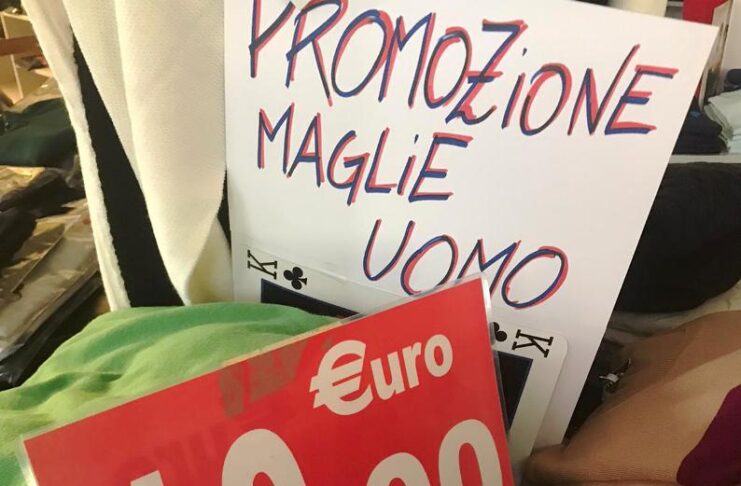 PROMOZIONE
MAGLIE
UOMO
K
K
€uro